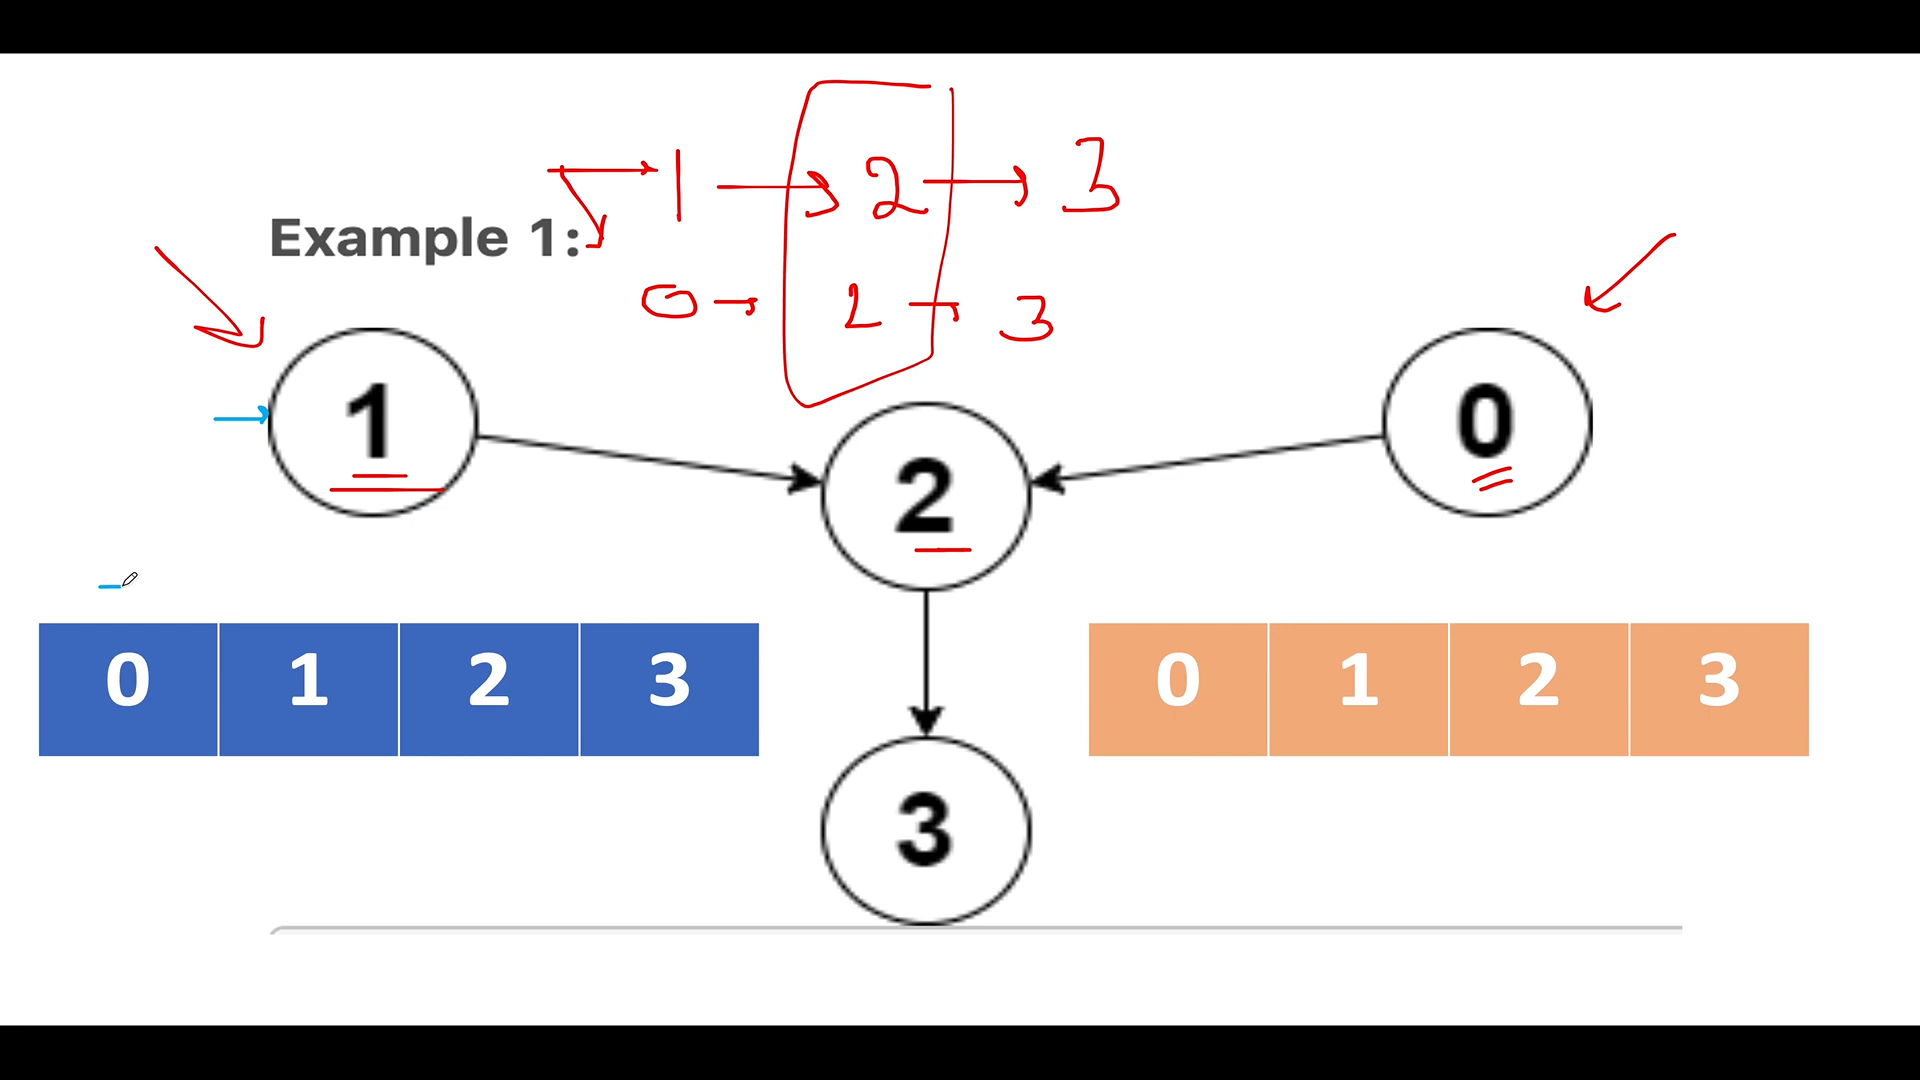 1 → 2 → 3
Example 1:
0 → 2 → 3
1
0
2
0 1 2 3
0 1 2 3
3